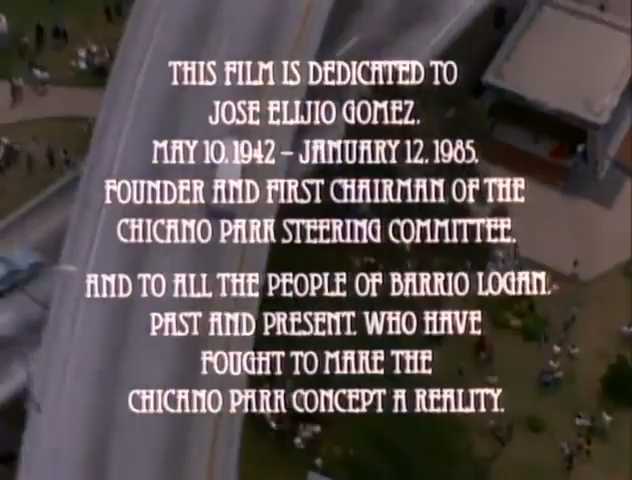 THIS FILM IS DEDICATED TO
JOSE ELIJIO GOMEZ.
MAY 10, 1942 – JANUARY 12, 1985.
FOUNDER AND FIRST CHAIRMAN OF THE
CHICANO PARK STEERING COMMITTEE.
AND TO ALL THE PEOPLE OF BARRIO LOGAN.
PAST AND PRESENT, WHO HAVE
FOUGHT TO MAKE THE
CHICANO PARK CONCEPT A REALITY.